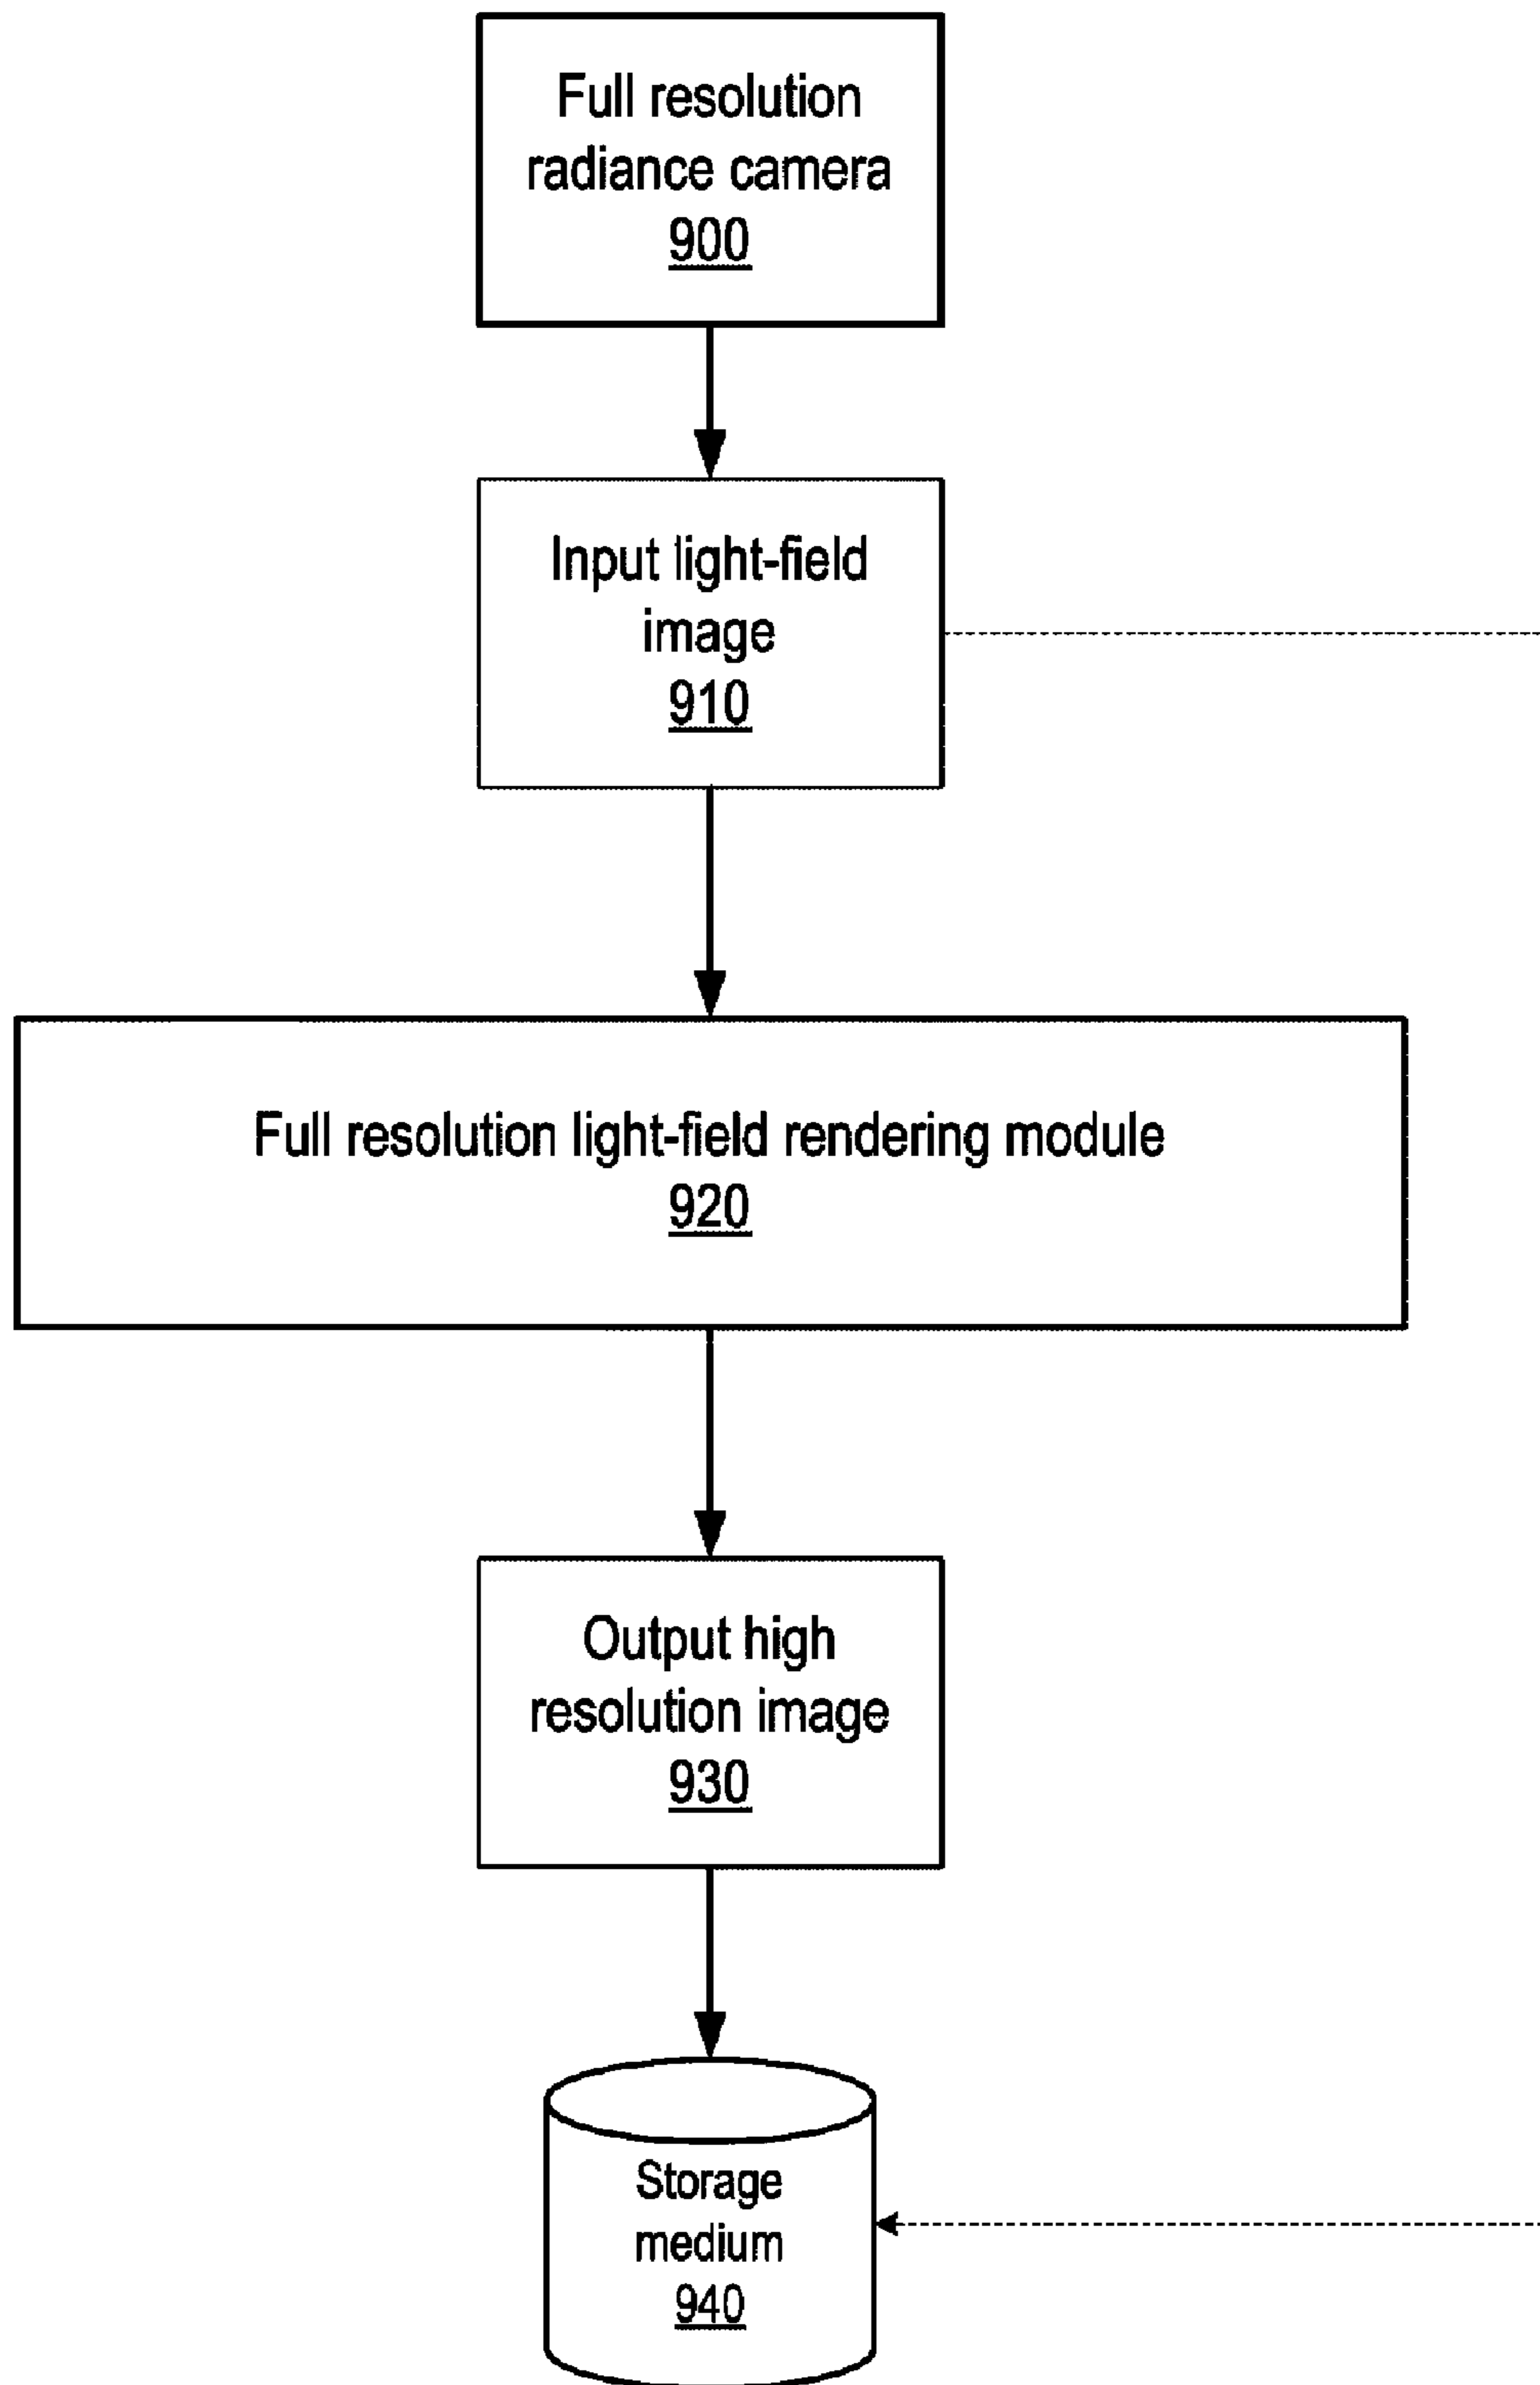 Full resolution
radiance camera
900
Input light-field
image
910
Full resolution light-field rendering module
920
Output high
resolution image
930
Storage
medium
940